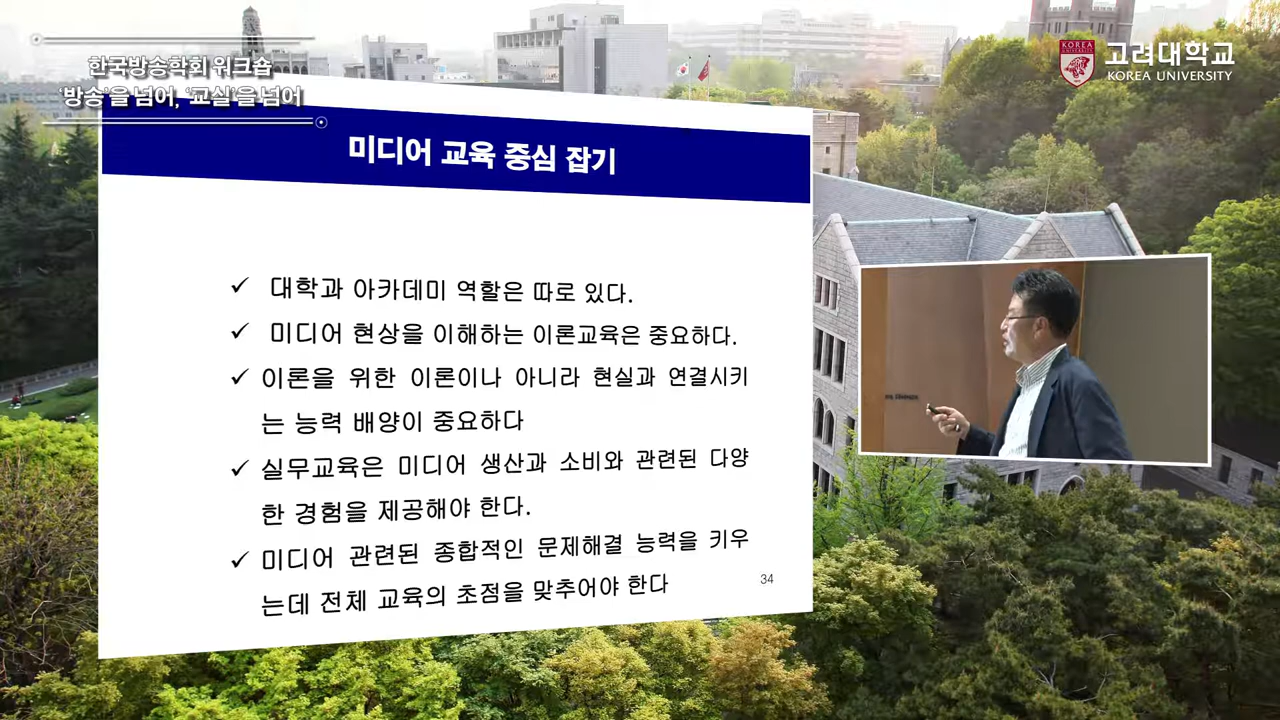 한국방송학회 워크숍
'방송'을 넘어, '교실'을 넘어
KOREA
UNIVERSITY
고려대학교
KOREA UNIVERSITY
미디어 교육 중심 잡기
✓ 대학과 아카데미 역할은 따로 있다.
✓ 미디어 현상을 이해하는 이론교육은 중요하다.
✓ 이론을 위한 이론이나 아니라 현실과 연결시키
는 능력 배양이 중요하다
✓ 실무교육은 미디어 생산과 소비와 관련된 다양
한 경험을 제공해야 한다.
✓ 미디어 관련된 종합적인 문제해결 능력을 키우
는데 전체 교육의 초점을 맞추어야 한다
34